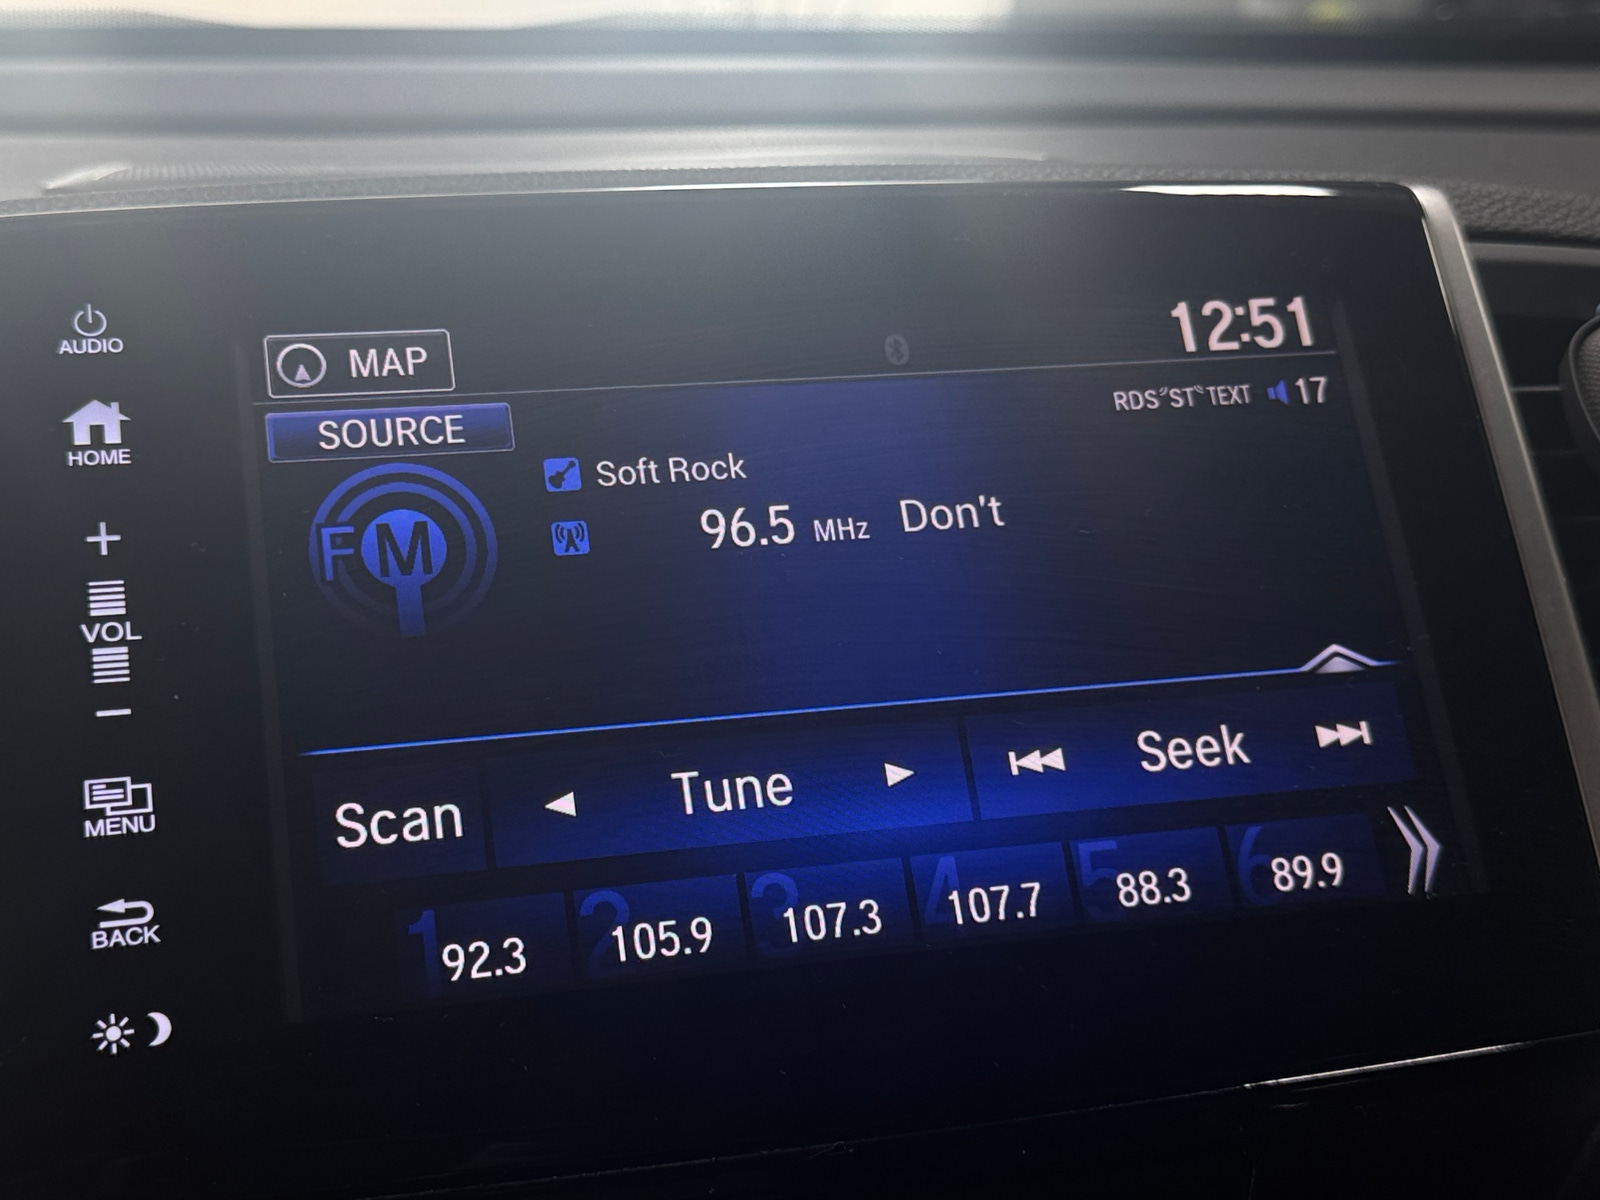 AUDIO
HOME
+
VOL
−
MENU
BACK
MAP
12:51
SOURCE
RDS ST TEXT 17
FM
Soft Rock
96.5 MHz Don't
Scan
Tune
Seek
1 92.3
2 105.9
3 107.3
4 107.7
5 88.3
6 89.9